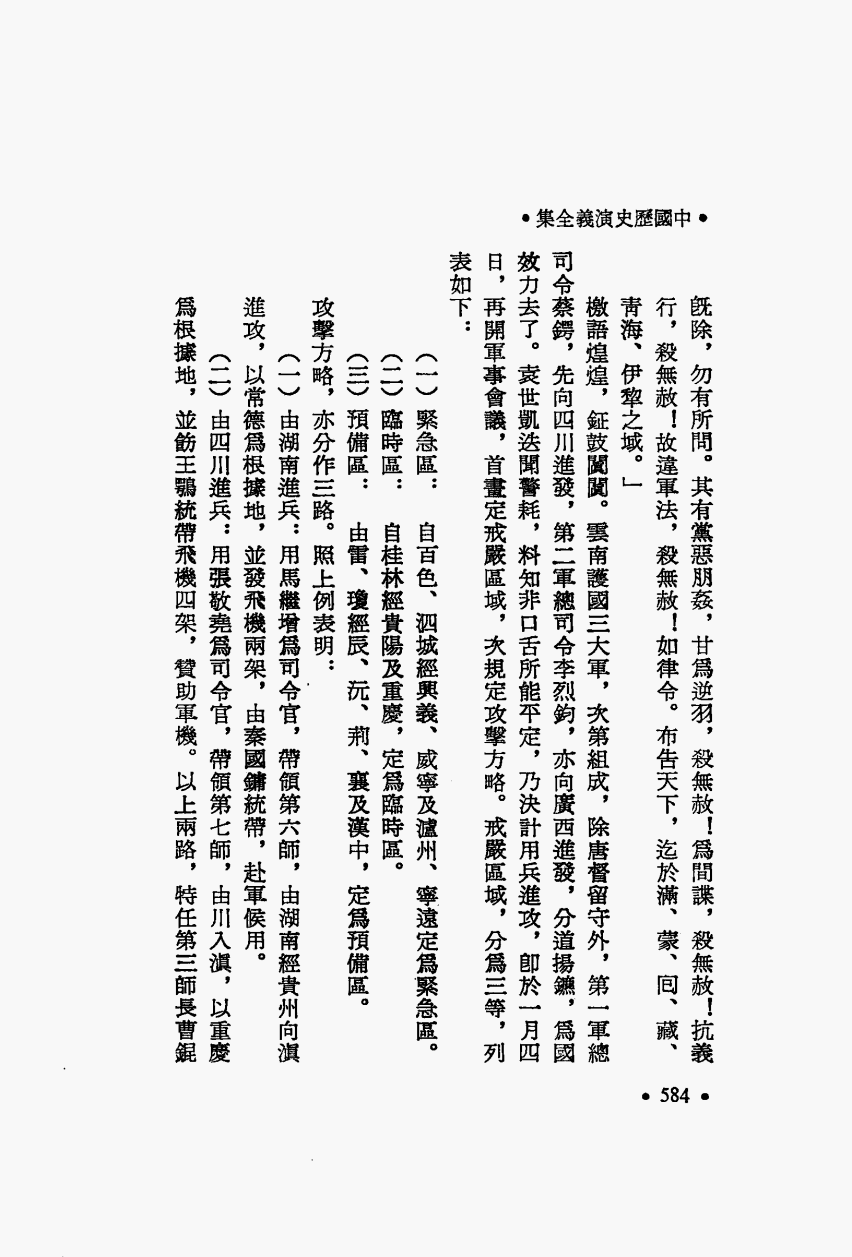 •中國歷史演義全集•
既除，勿有所問。其有黨惡朋姦，甘爲逆羽，殺無赦！爲間諜，殺無赦！抗義
行，殺無赦！故違軍法，殺無赦！如律令。布告天下，迄於滿、蒙、回、藏、
青海、伊犂之域。」
檄語煌煌，鉦鼓闐闐。雲南護國三大軍，次第組成，除唐督留守外，第一軍總
司令蔡鍔，先向四川進發，第二軍總司令李烈鈞，亦向廣西進發，分道揚鑣，爲國
效力去了。袁世凱迭聞警耗，料知非口舌所能平定，乃決計用兵進攻，卽於一月四
日，再開軍事會議，首畫定戒嚴區域，次規定攻擊方略。戒嚴區域，分爲三等，列
表如下：
（一）緊急區： 自百色、泗城經興義、威寧及瀘州、寧遠定爲緊急區。
（二）臨時區： 自桂林經貴陽及重慶，定爲臨時區。
（三）預備區： 由雷、瓊經辰、沅、荊、襄及漢中，定爲預備區。
攻擊方略，亦分作三路。照上例表明：
（一）由湖南進兵：用馬繼增爲司令官，帶領第六師，由湖南經貴州向滇
進攻，以常德爲根據地，並發飛機兩架，由秦國鏞統帶，赴軍候用。
（二）由四川進兵：用張敬堯爲司令官，帶領第七師，由川入滇，以重慶
爲根據地，並飭王鶚統帶飛機四架，贊助軍機。以上兩路，特任第三師長曹錕
• 584 •